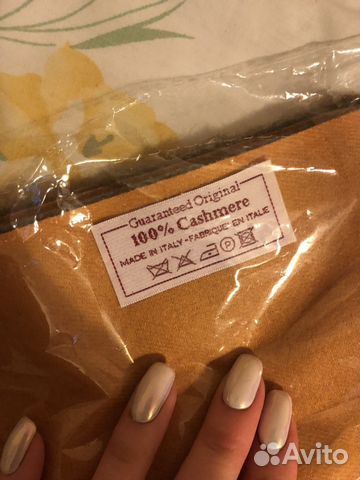 Guaranteed Original
100% Cashmere
MADE IN ITALY - FABRIQUE' EN ITALIE
P
Avito